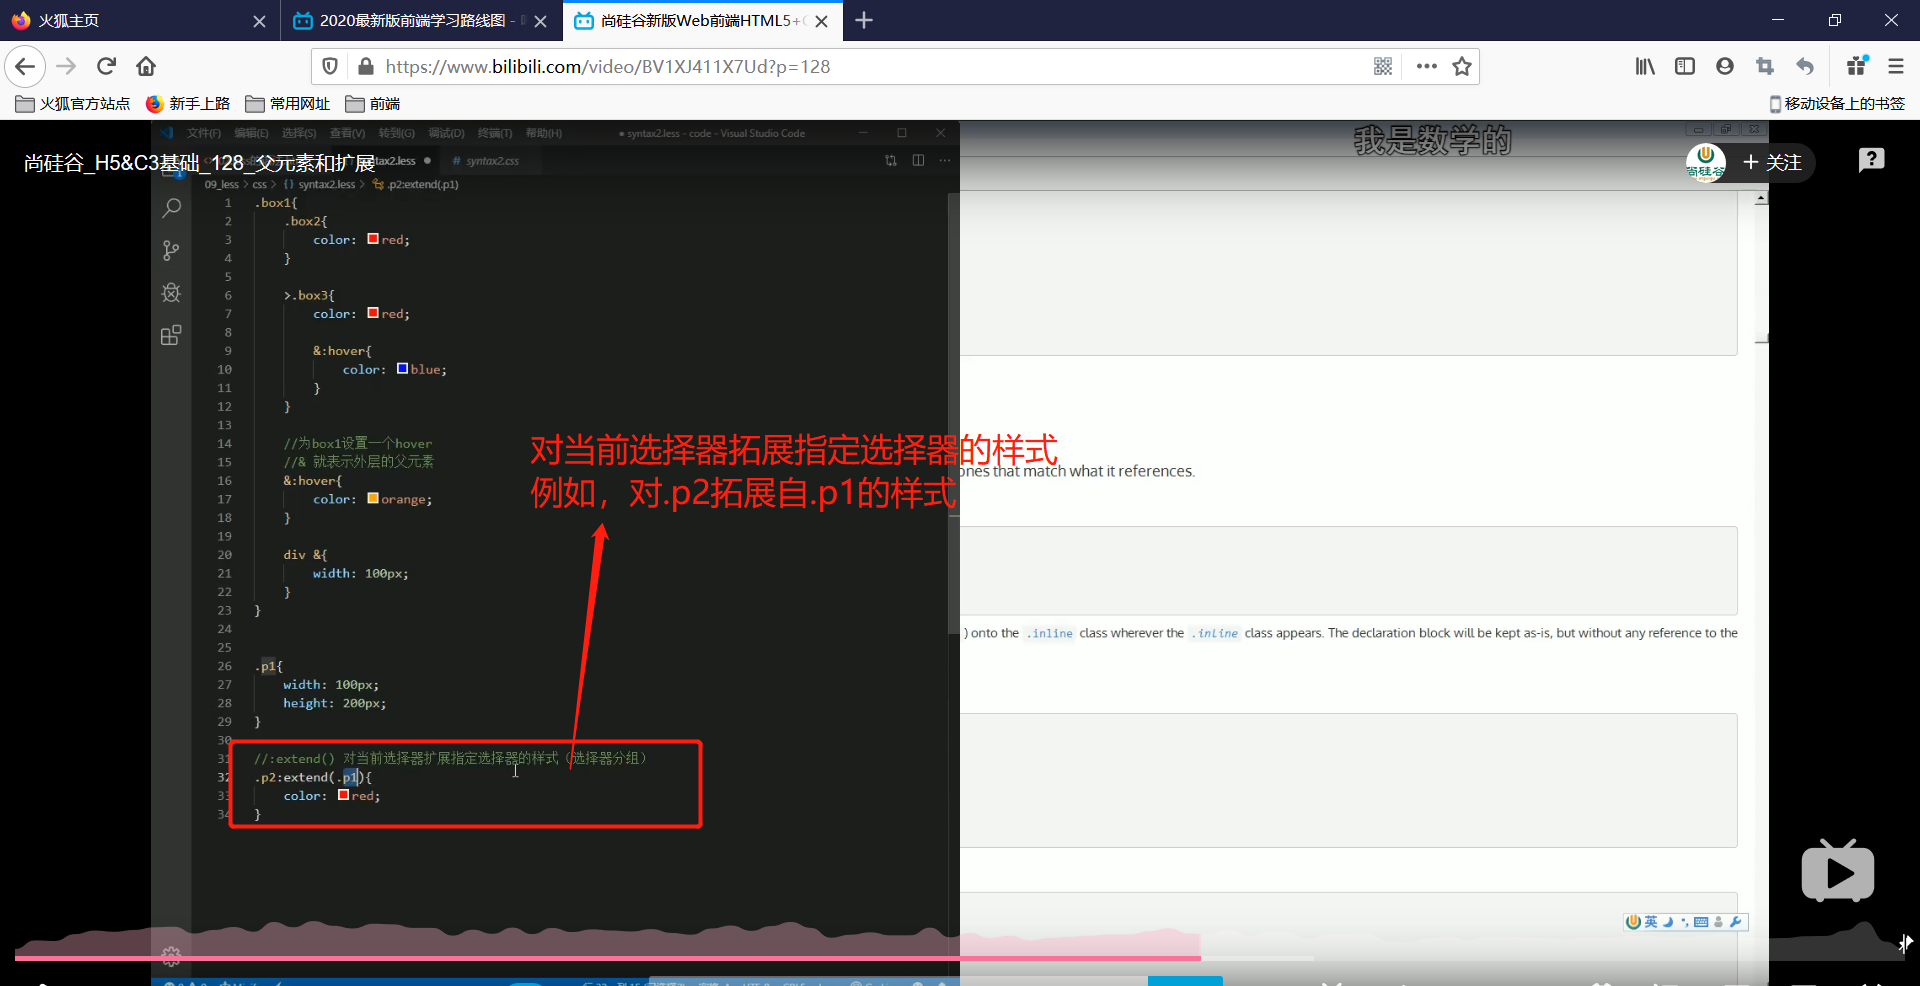 火狐主页
2020最新版前端学习路线图 -
尚硅谷新版Web前端HTML5+
https://www.bilibili.com/video/BV1XJ411X7Ud?p=128
火狐官方站点
新手上路
常用网址
前端
移动设备上的书签
文件(F) 编辑(E) 选择(S) 查看(V) 转到(G) 调试(D) 终端(T) 帮助(H)
● syntax2.less - code - Visual Studio Code
我是数学的
尚硅谷_H5&C3基础_128_父元素和扩展
tax2.less ●
# syntax2.css
尚硅谷
+ 关注
09_less > css > {} syntax2.less > .p2:extend(.p1)
1 .box1{
2 .box2{
3 color: red;
4 }
5
6 >.box3{
7 color: red;
8
9 &:hover{
10 color: blue;
11 }
12 }
13
14 //为box1设置一个hover
15 //& 就表示外层的父元素
16 &:hover{
17 color: orange;
18 }
19
20 div &{
21 width: 100px;
22 }
23 }
24
25
26 .p1{
27 width: 100px;
28 height: 200px;
29 }
30
31 //:extend() 对当前选择器扩展指定选择器的样式（选择器分组）
32 .p2:extend(.p1){
33 color: red;
34 }
对当前选择器拓展指定选择器的样式
例如，对.p2拓展自.p1的样式
ones that match what it references.
) onto the .inline class wherever the .inline class appears. The declaration block will be kept as-is, but without any reference to the
英